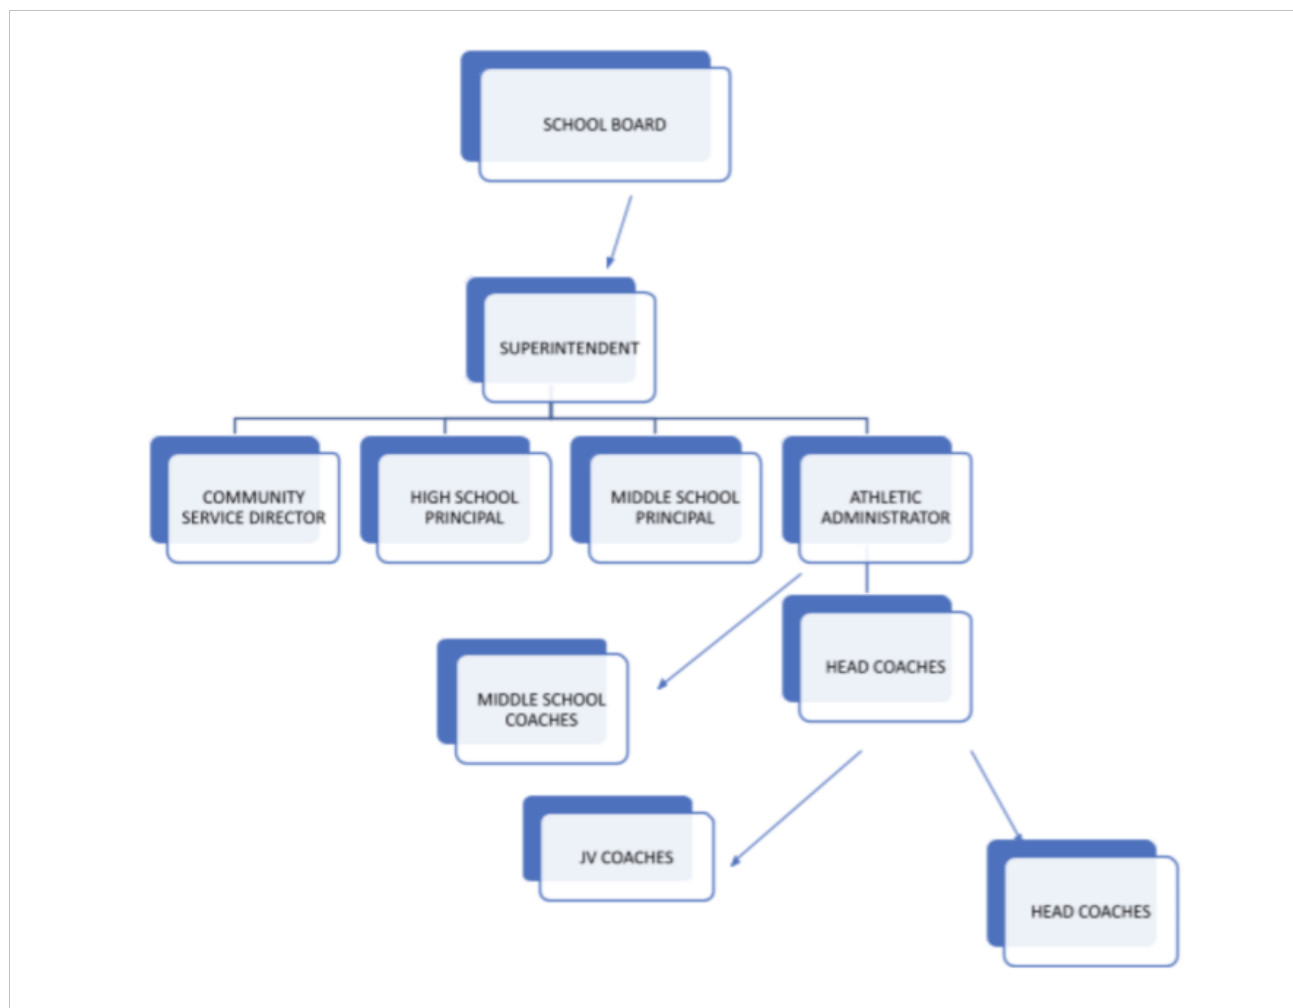 SCHOOL BOARD
SUPERINTENDENT
COMMUNITY
SERVICE DIRECTOR
HIGH SCHOOL
PRINCIPAL
MIDDLE SCHOOL
PRINCIPAL
ATHLETIC
ADMINISTRATOR
HEAD COACHES
MIDDLE SCHOOL
COACHES
JV COACHES
HEAD COACHES